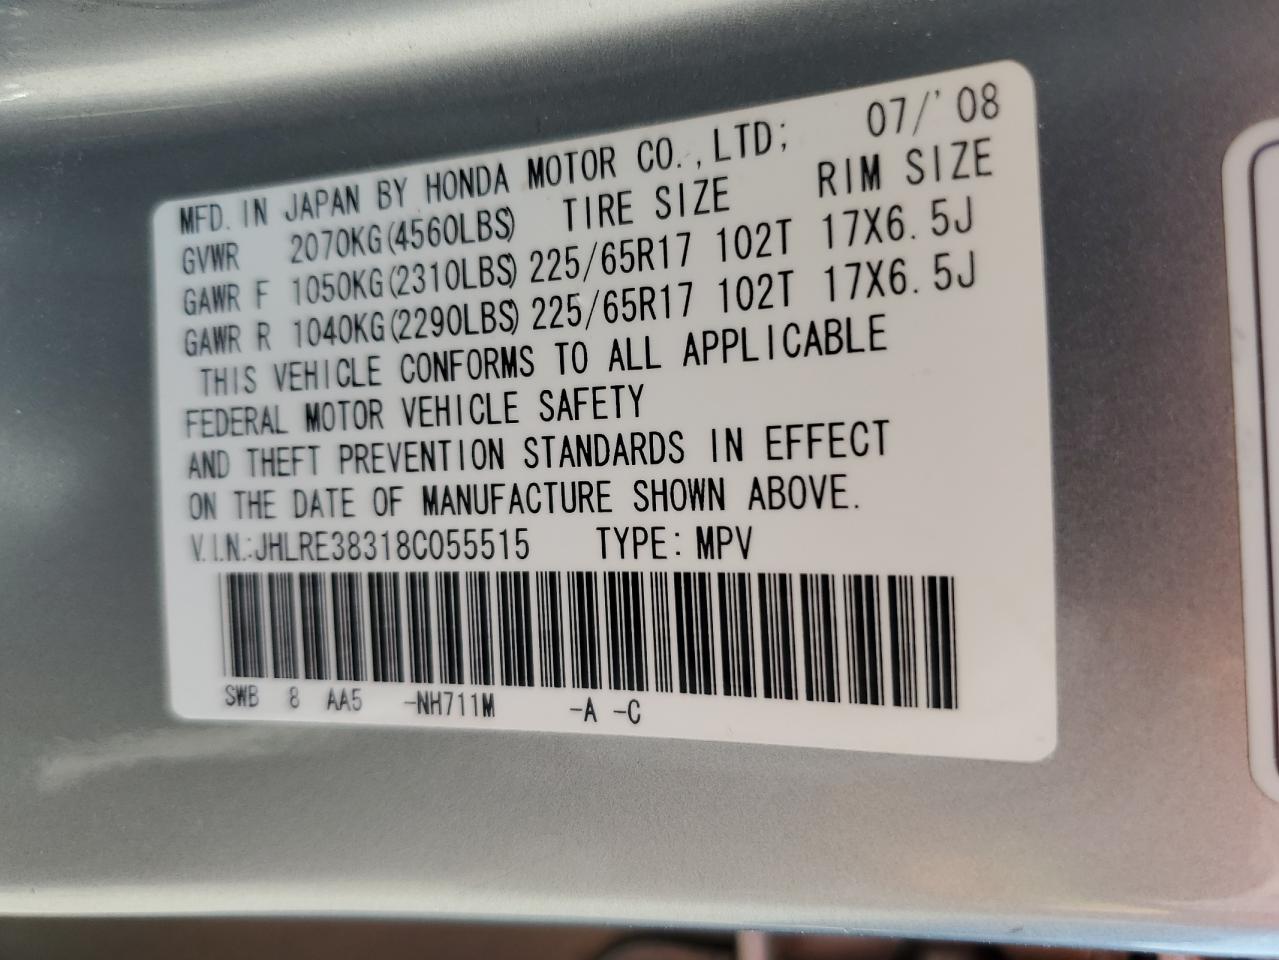 MFD. IN JAPAN BY HONDA MOTOR CO.,LTD; 07/'08
GVWR 2070KG(4560LBS) TIRE SIZE RIM SIZE
GAWR F 1050KG(2310LBS) 225/65R17 102T 17X6.5J
GAWR R 1040KG(2290LBS) 225/65R17 102T 17X6.5J
THIS VEHICLE CONFORMS TO ALL APPLICABLE
FEDERAL MOTOR VEHICLE SAFETY
AND THEFT PREVENTION STANDARDS IN EFFECT
ON THE DATE OF MANUFACTURE SHOWN ABOVE.
V.I.N.:JHLRE38318C055515 TYPE: MPV
SWB 8 AA5 -NH711M -A -C